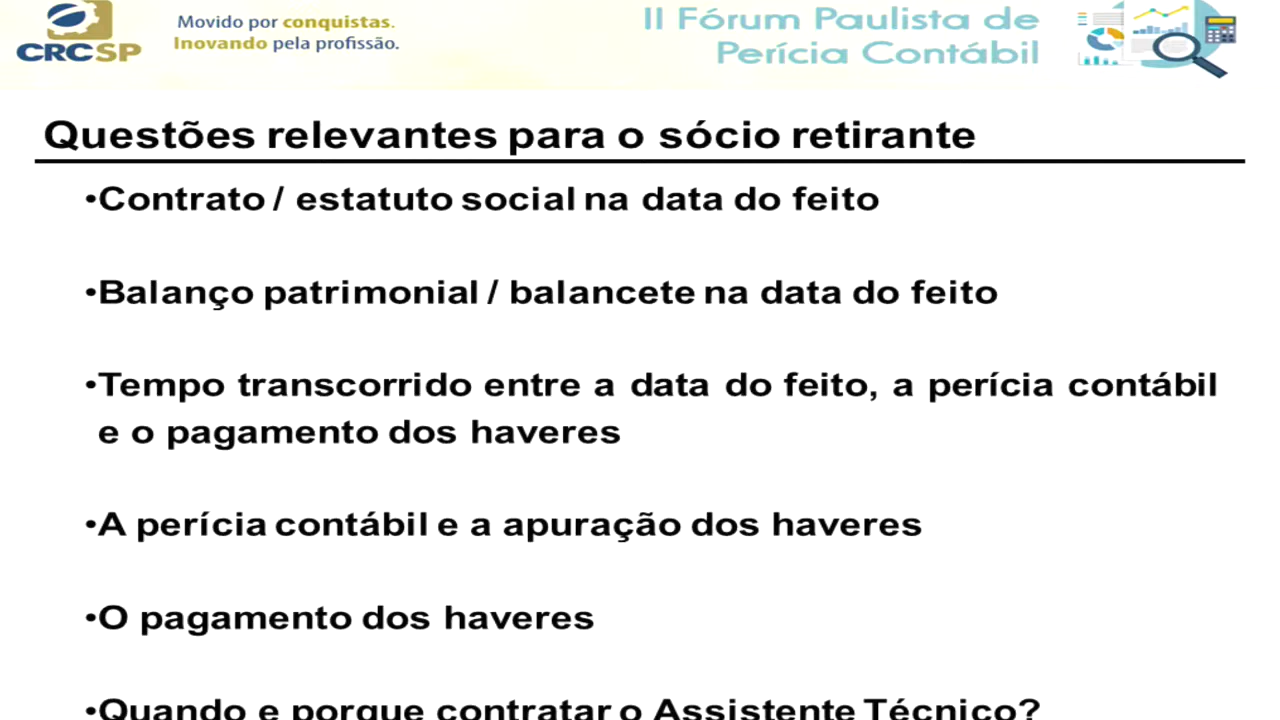 CRCSP
Movido por conquistas.
Inovando pela profissão.
II Fórum Paulista de
Perícia Contábil
Questões relevantes para o sócio retirante
•Contrato / estatuto social na data do feito
•Balanço patrimonial / balancete na data do feito
•Tempo transcorrido entre a data do feito, a perícia contábil
e o pagamento dos haveres
•A perícia contábil e a apuração dos haveres
•O pagamento dos haveres
•Quando e porque contratar o Assistente Técnico?